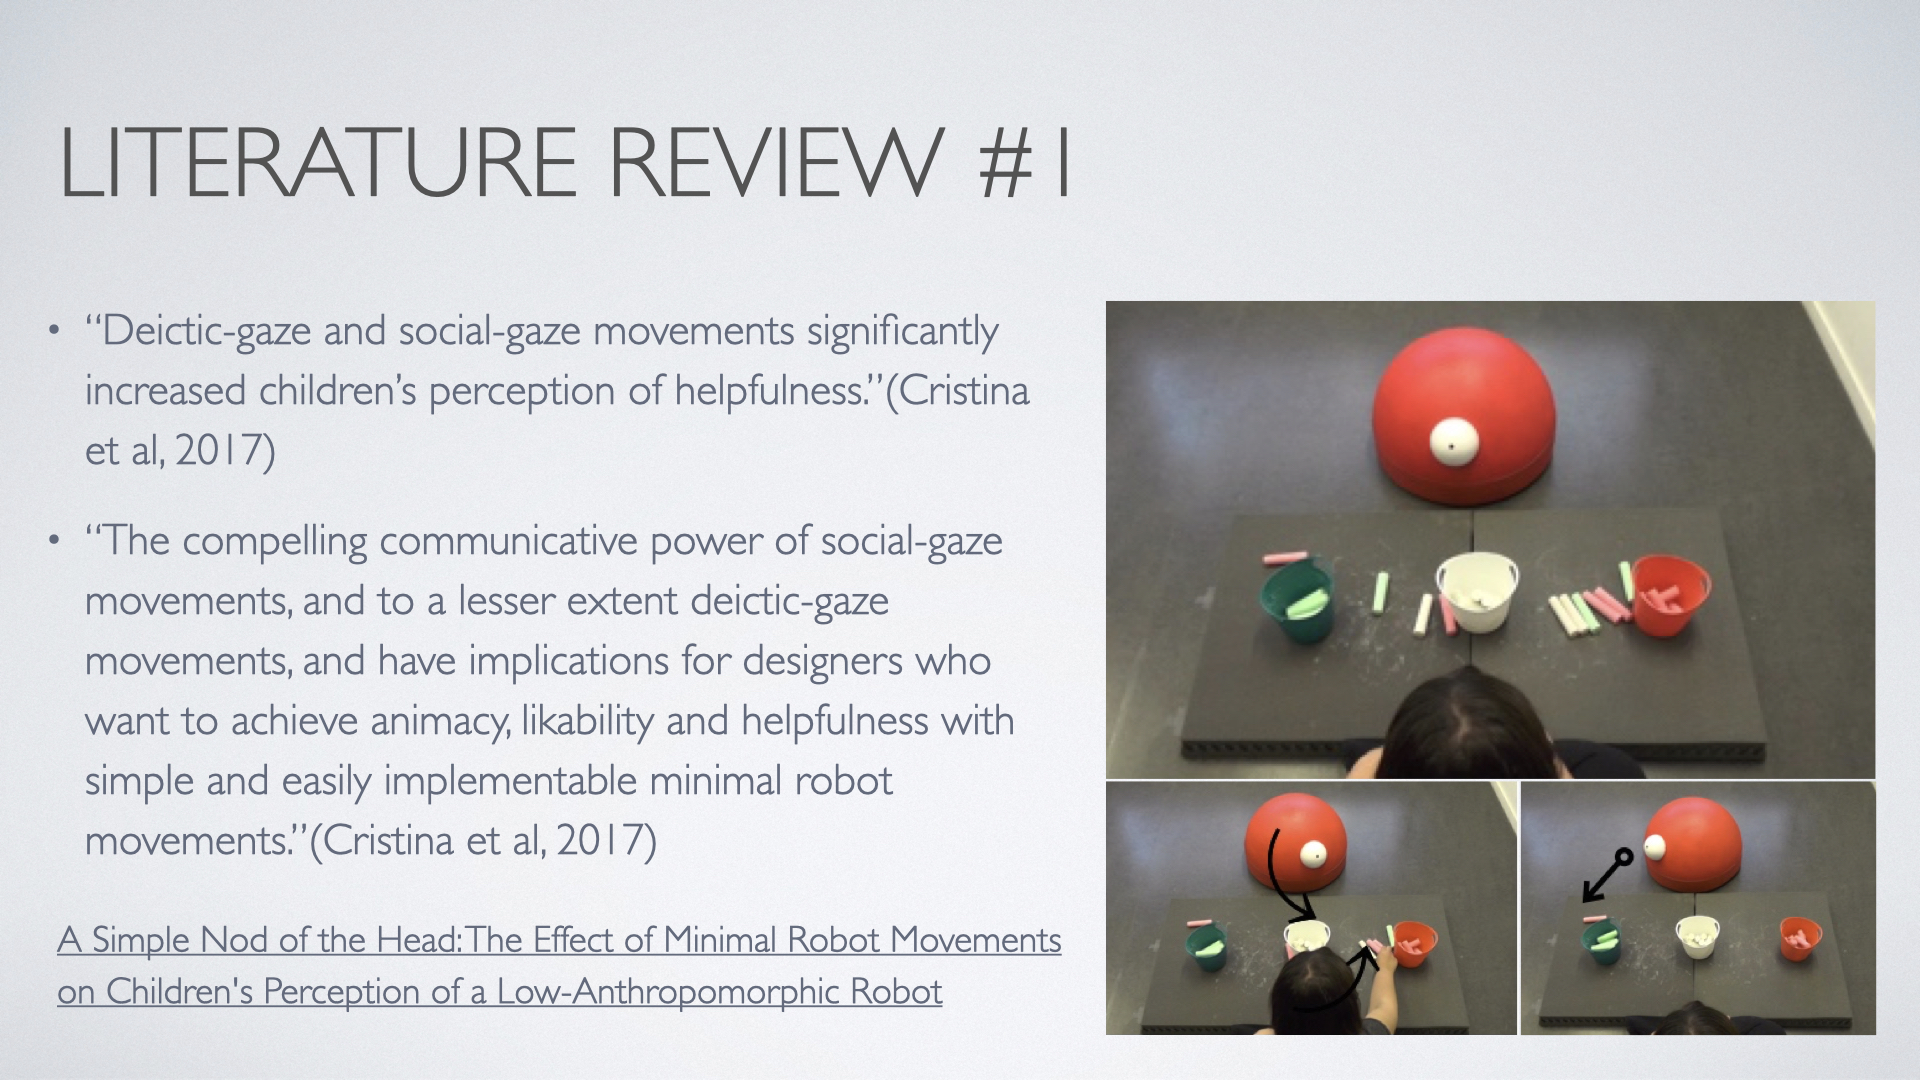 LITERATURE REVIEW #1
• “Deictic-gaze and social-gaze movements significantly
increased children’s perception of helpfulness.”(Cristina
et al, 2017)
• “The compelling communicative power of social-gaze
movements, and to a lesser extent deictic-gaze
movements, and have implications for designers who
want to achieve animacy, likability and helpfulness with
simple and easily implementable minimal robot
movements.”(Cristina et al, 2017)
A Simple Nod of the Head: The Effect of Minimal Robot Movements
on Children's Perception of a Low-Anthropomorphic Robot